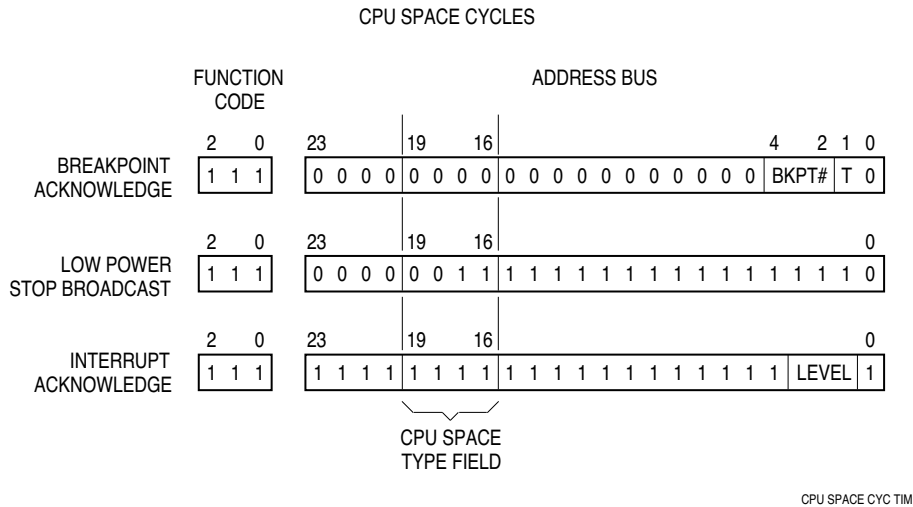 CPU SPACE CYCLES
FUNCTION CODE
ADDRESS BUS
2 0 23 19 16 4 2 1 0
BREAKPOINT ACKNOWLEDGE
1 1 1 0 0 0 0 0 0 0 0 0 0 0 0 0 0 0 0 0 0 0 BKPT# T 0
2 0 23 19 16 0
LOW POWER STOP BROADCAST
1 1 1 0 0 0 0 0 0 1 1 1 1 1 1 1 1 1 1 1 1 1 1 1 1 1 0
2 0 23 19 16 0
INTERRUPT ACKNOWLEDGE
1 1 1 1 1 1 1 1 1 1 1 1 1 1 1 1 1 1 1 1 1 1 1 LEVEL 1
CPU SPACE
TYPE FIELD
CPU SPACE CYC TIM